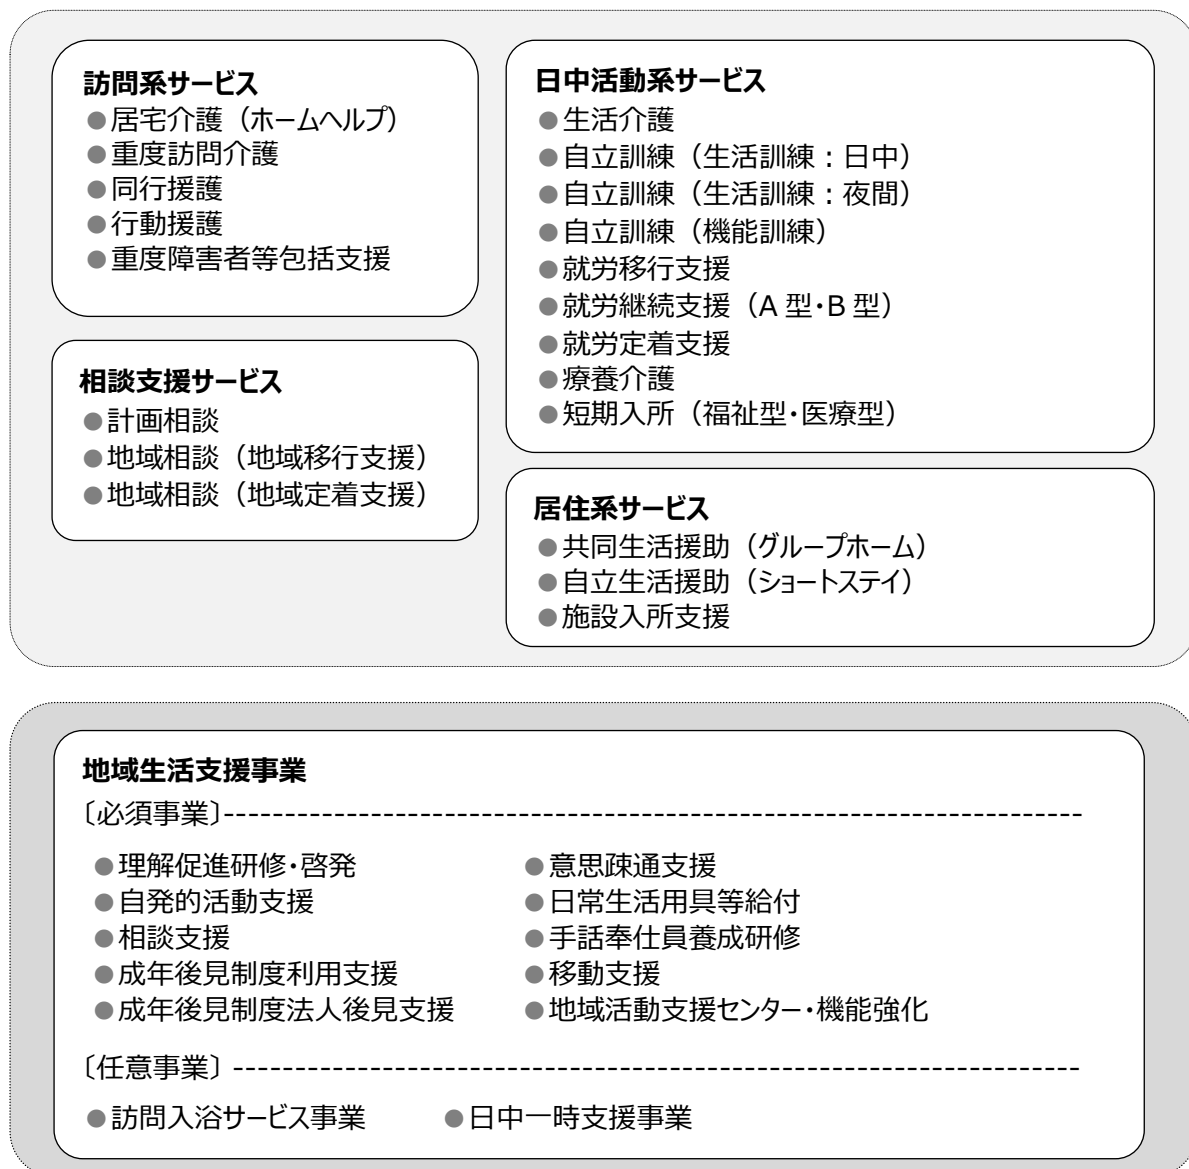 訪問系サービス
●居宅介護（ホームヘルプ）
●重度訪問介護
●同行援護
●行動援護
●重度障害者等包括支援
相談支援サービス
●計画相談
●地域相談（地域移行支援）
●地域相談（地域定着支援）
日中活動系サービス
●生活介護
●自立訓練（生活訓練：日中）
●自立訓練（生活訓練：夜間）
●自立訓練（機能訓練）
●就労移行支援
●就労継続支援（A 型・B 型）
●就労定着支援
●療養介護
●短期入所（福祉型・医療型）
居住系サービス
●共同生活援助（グループホーム）
●自立生活援助（ショートステイ）
●施設入所支援
地域生活支援事業
〔必須事業〕----------------------------------------------------------------------
●理解促進研修・啓発
●自発的活動支援
●相談支援
●成年後見制度利用支援
●成年後見制度法人後見支援
●意思疎通支援
●日常生活用具等給付
●手話奉仕員養成研修
●移動支援
●地域活動支援センター・機能強化
〔任意事業〕---------------------------------------------------------------------
●訪問入浴サービス事業　●日中一時支援事業